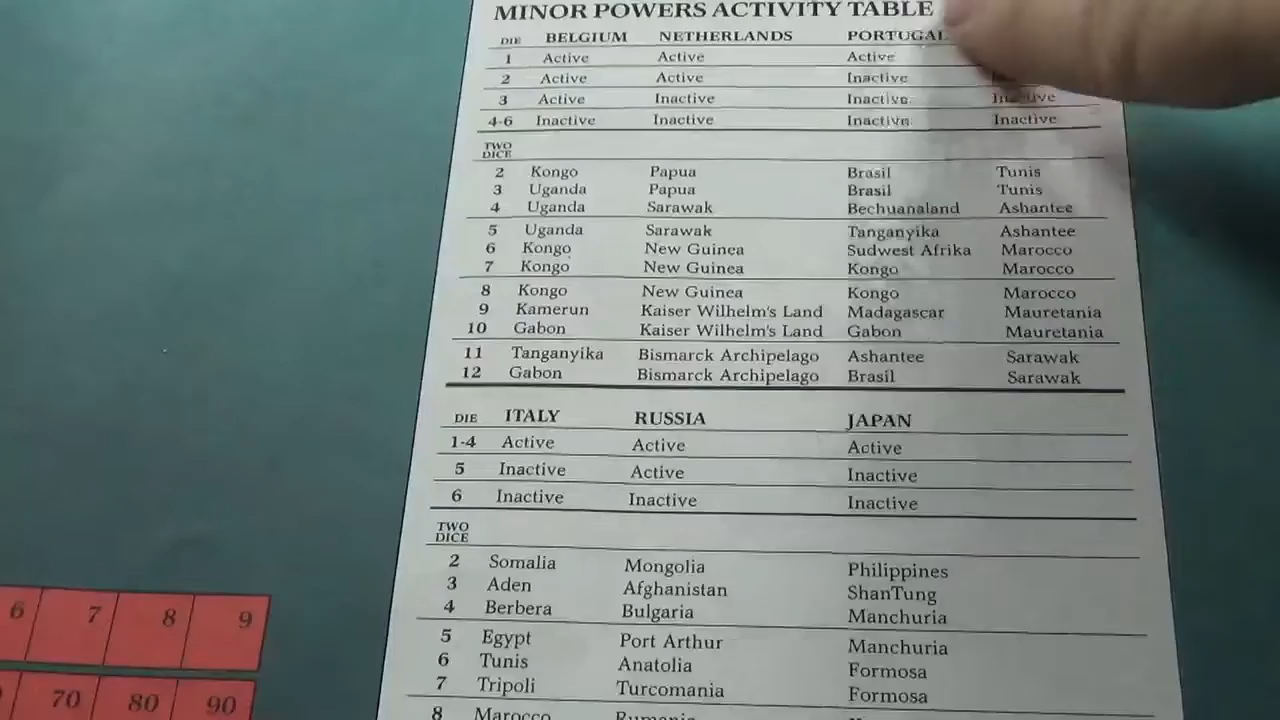 MINOR POWERS ACTIVITY TABLE
DIE BELGIUM NETHERLANDS PORTUGAL
1 Active Active Active
2 Active Active Inactive
3 Active Inactive Inactive Inactive
4-6 Inactive Inactive Inactive Inactive
TWO
DICE
2 Kongo Papua Brasil Tunis
3 Uganda Papua Brasil Tunis
4 Uganda Sarawak Bechuanaland Ashantee
5 Uganda Sarawak Tanganyika Ashantee
6 Kongo New Guinea Sudwest Afrika Marocco
7 Kongo New Guinea Kongo Marocco
8 Kongo New Guinea Kongo Marocco
9 Kamerun Kaiser Wilhelm's Land Madagascar Mauretania
10 Gabon Kaiser Wilhelm's Land Gabon Mauretania
11 Tanganyika Bismarck Archipelago Ashantee Sarawak
12 Gabon Bismarck Archipelago Brasil Sarawak
DIE ITALY RUSSIA JAPAN
1-4 Active Active Active
5 Inactive Active Inactive
6 Inactive Inactive Inactive
TWO
DICE
2 Somalia Mongolia Philippines
3 Aden Afghanistan ShanTung
4 Berbera Bulgaria Manchuria
5 Egypt Port Arthur Manchuria
6 Tunis Anatolia Formosa
7 Tripoli Turcomania Formosa
8 Marocco Rumania
6 7 8 9
70 80 90